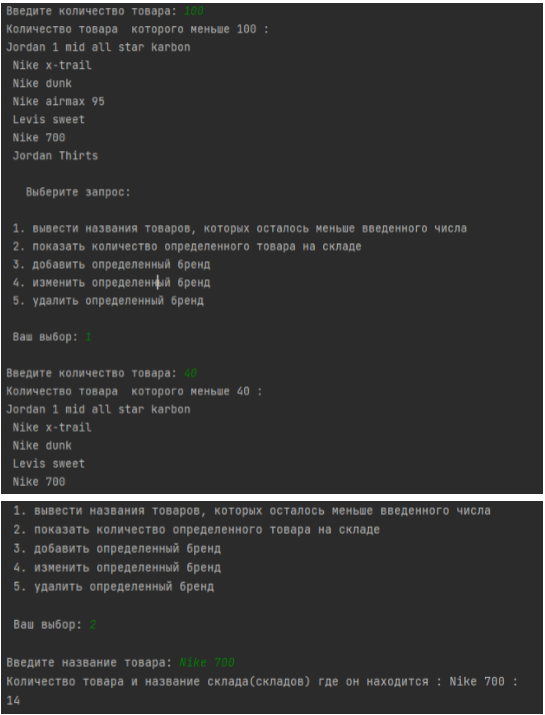 Введите количество товара: 100
Количество товара  которого меньше 100 :
Jordan 1 mid all star karbon
Nike x-trail
Nike dunk
Nike airmax 95
Levis sweet
Nike 700
Jordan Thirts
Выберите запрос:
1. вывести названия товаров, которых осталось меньше введенного числа
2. показать количество определенного товара на складе
3. добавить определенный бренд
4. изменить определенный бренд
5. удалить определенный бренд
Ваш выбор: 1
Введите количество товара: 40
Количество товара  которого меньше 40 :
Jordan 1 mid all star karbon
Nike x-trail
Nike dunk
Levis sweet
Nike 700
1. вывести названия товаров, которых осталось меньше введенного числа
2. показать количество определенного товара на складе
3. добавить определенный бренд
4. изменить определенный бренд
5. удалить определенный бренд
Ваш выбор: 2
Введите название товара: Nike 700
Количество товара и название склада(складов) где он находится : Nike 700 :
14